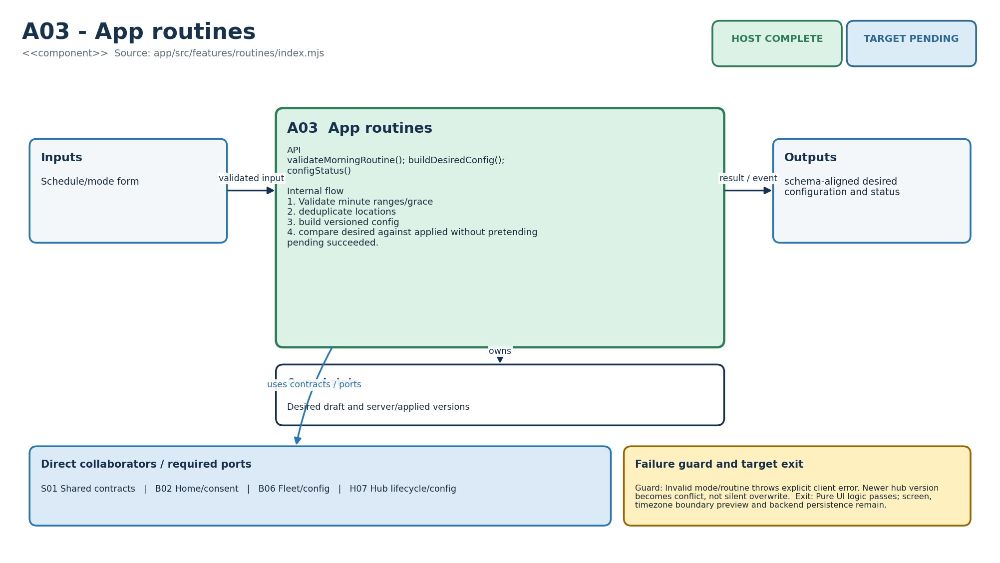 A03 - App routines
<<component>>  Source: app/src/features/routines/index.mjs
HOST COMPLETE
TARGET PENDING
Inputs
Schedule/mode form
validated input
A03  App routines
API
validateMorningRoutine(); buildDesiredConfig();
configStatus()
Internal flow
1. Validate minute ranges/grace
2. deduplicate locations
3. build versioned config
4. compare desired against applied without pretending
pending succeeded.
result / event
Outputs
schema-aligned desired
configuration and status
owns
uses contracts / ports
Desired draft and server/applied versions
Direct collaborators / required ports
S01 Shared contracts   |   B02 Home/consent   |   B06 Fleet/config   |   H07 Hub lifecycle/config
Failure guard and target exit
Guard: Invalid mode/routine throws explicit client error. Newer hub version
becomes conflict, not silent overwrite.  Exit: Pure UI logic passes; screen,
timezone boundary preview and backend persistence remain.